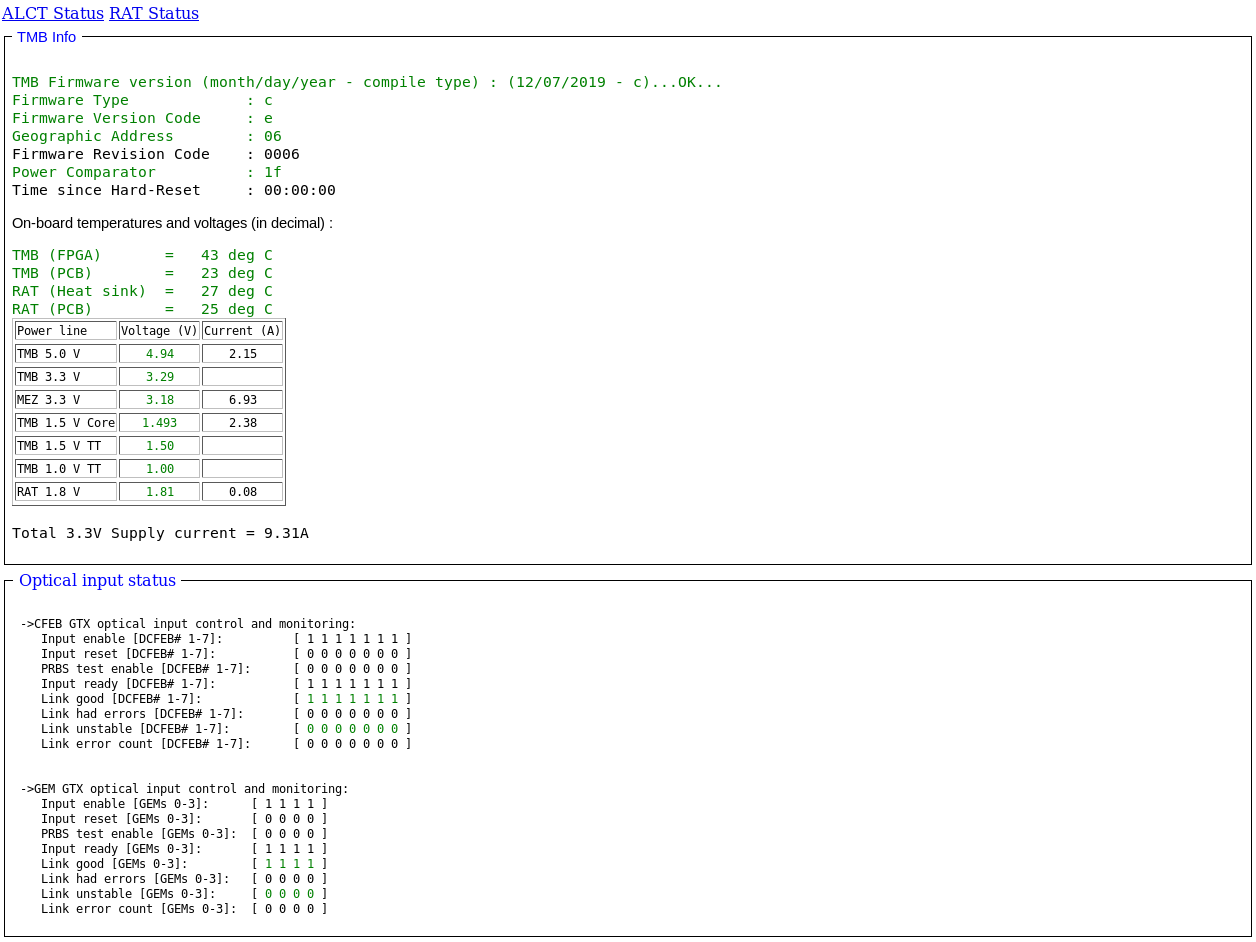 ALCT Status RAT Status
TMB Info
TMB Firmware version (month/day/year - compile type) : (12/07/2019 - c)...OK...
Firmware Type : c
Firmware Version Code : e
Geographic Address : 06
Firmware Revision Code : 0006
Power Comparator : 1f
Time since Hard-Reset : 00:00:00
On-board temperatures and voltages (in decimal) :
TMB (FPGA) = 43 deg C
TMB (PCB) = 23 deg C
RAT (Heat sink) = 27 deg C
RAT (PCB) = 25 deg C
Power line Voltage (V) Current (A)
TMB 5.0 V 4.94 2.15
TMB 3.3 V 3.29
MEZ 3.3 V 3.18 6.93
TMB 1.5 V Core 1.493 2.38
TMB 1.5 V TT 1.50
TMB 1.0 V TT 1.00
RAT 1.8 V 1.81 0.08
Total 3.3V Supply current = 9.31A
Optical input status
->CFEB GTX optical input control and monitoring:
Input enable [DCFEB# 1-7]: [ 1 1 1 1 1 1 1 ]
Input reset [DCFEB# 1-7]: [ 0 0 0 0 0 0 0 ]
PRBS test enable [DCFEB# 1-7]: [ 0 0 0 0 0 0 0 ]
Input ready [DCFEB# 1-7]: [ 1 1 1 1 1 1 1 ]
Link good [DCFEB# 1-7]: [ 1 1 1 1 1 1 1 ]
Link had errors [DCFEB# 1-7]: [ 0 0 0 0 0 0 0 ]
Link unstable [DCFEB# 1-7]: [ 0 0 0 0 0 0 0 ]
Link error count [DCFEB# 1-7]: [ 0 0 0 0 0 0 0 ]
->GEM GTX optical input control and monitoring:
Input enable [GEMs 0-3]: [ 1 1 1 1 ]
Input reset [GEMs 0-3]: [ 0 0 0 0 ]
PRBS test enable [GEMs 0-3]: [ 0 0 0 0 ]
Input ready [GEMs 0-3]: [ 1 1 1 1 ]
Link good [GEMs 0-3]: [ 1 1 1 1 ]
Link had errors [GEMs 0-3]: [ 0 0 0 0 ]
Link unstable [GEMs 0-3]: [ 0 0 0 0 ]
Link error count [GEMs 0-3]: [ 0 0 0 0 ]